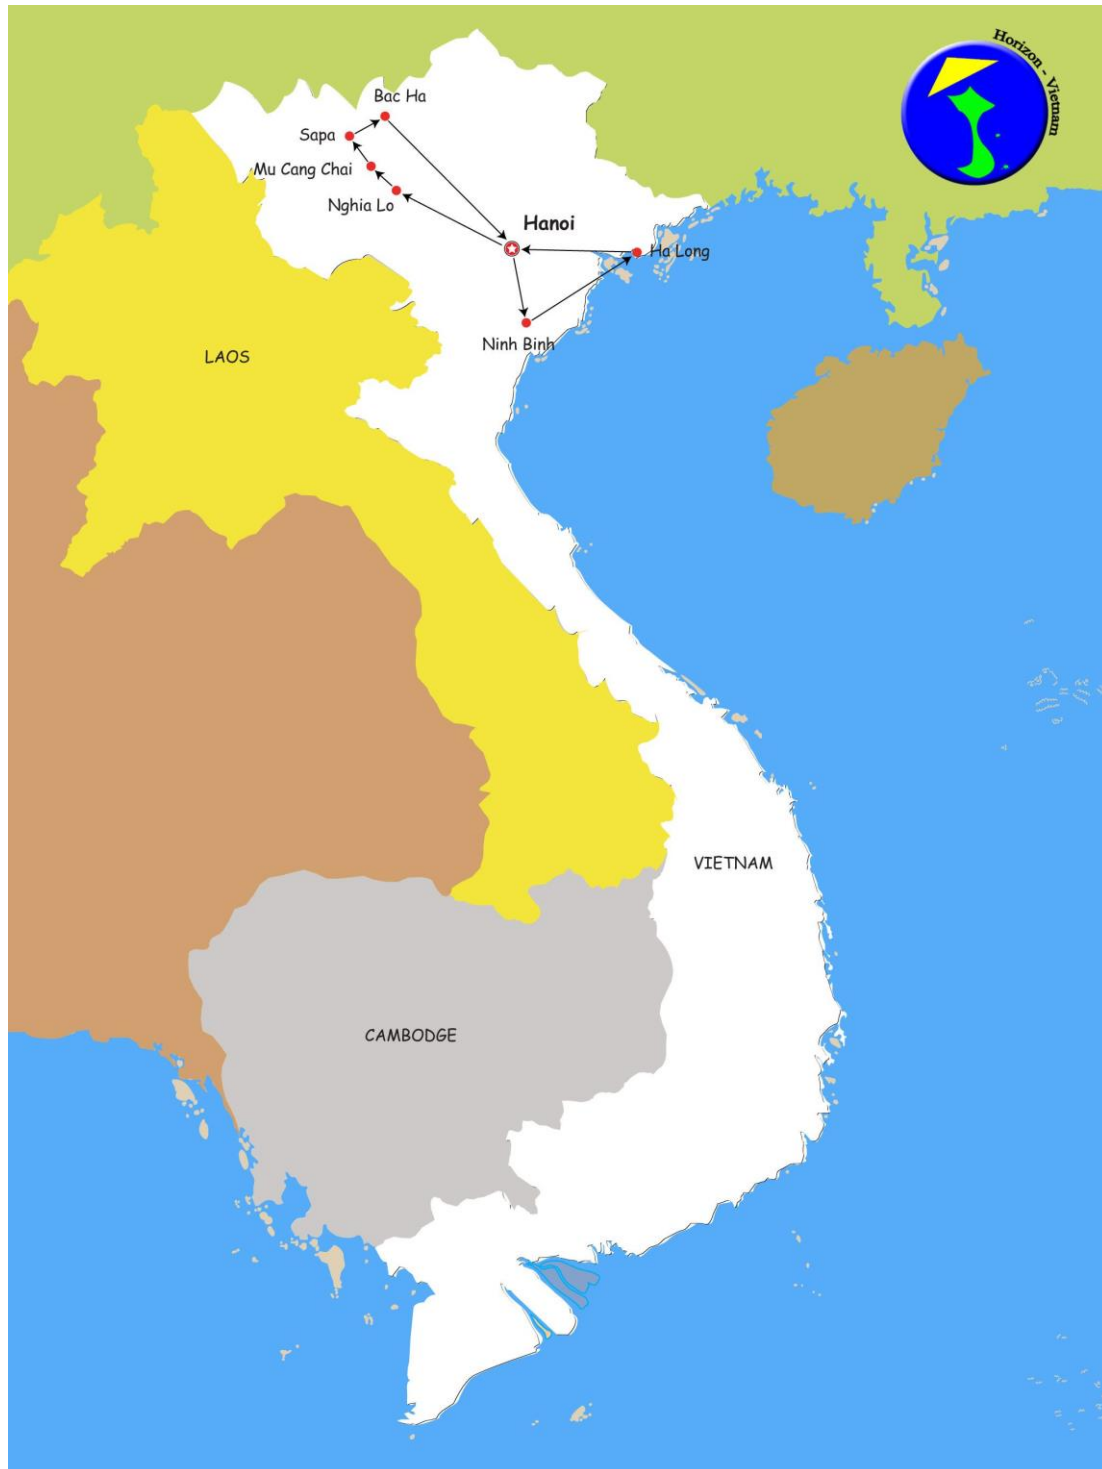 Horizon - Vietnam
Bac Ha
Sapa
Mu Cang Chai
Nghia Lo
Hanoi
Ha Long
Ninh Binh
LAOS
VIETNAM
CAMBODGE